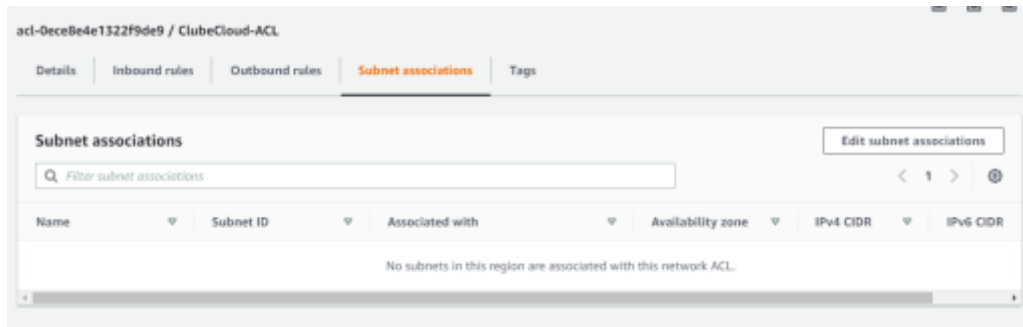 acl-0ece8e4e1322f9de9 / ClubeCloud-ACL
Details Inbound rules Outbound rules Subnet associations Tags
Subnet associations Edit subnet associations
Filter subnet associations
1
Name Subnet ID Associated with Availability zone IPv4 CIDR IPv6 CIDR
No subnets in this region are associated with this network ACL.